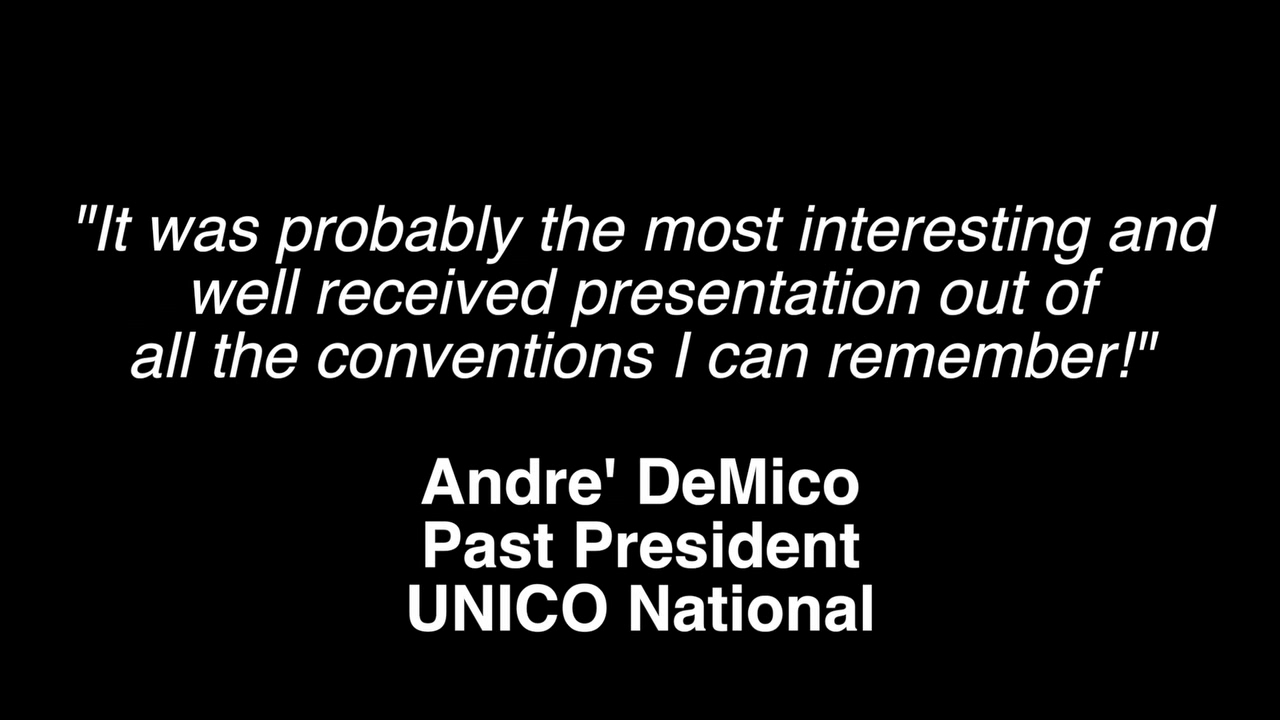 "It was probably the most interesting and
well received presentation out of
all the conventions I can remember!"
Andre' DeMico
Past President
UNICO National